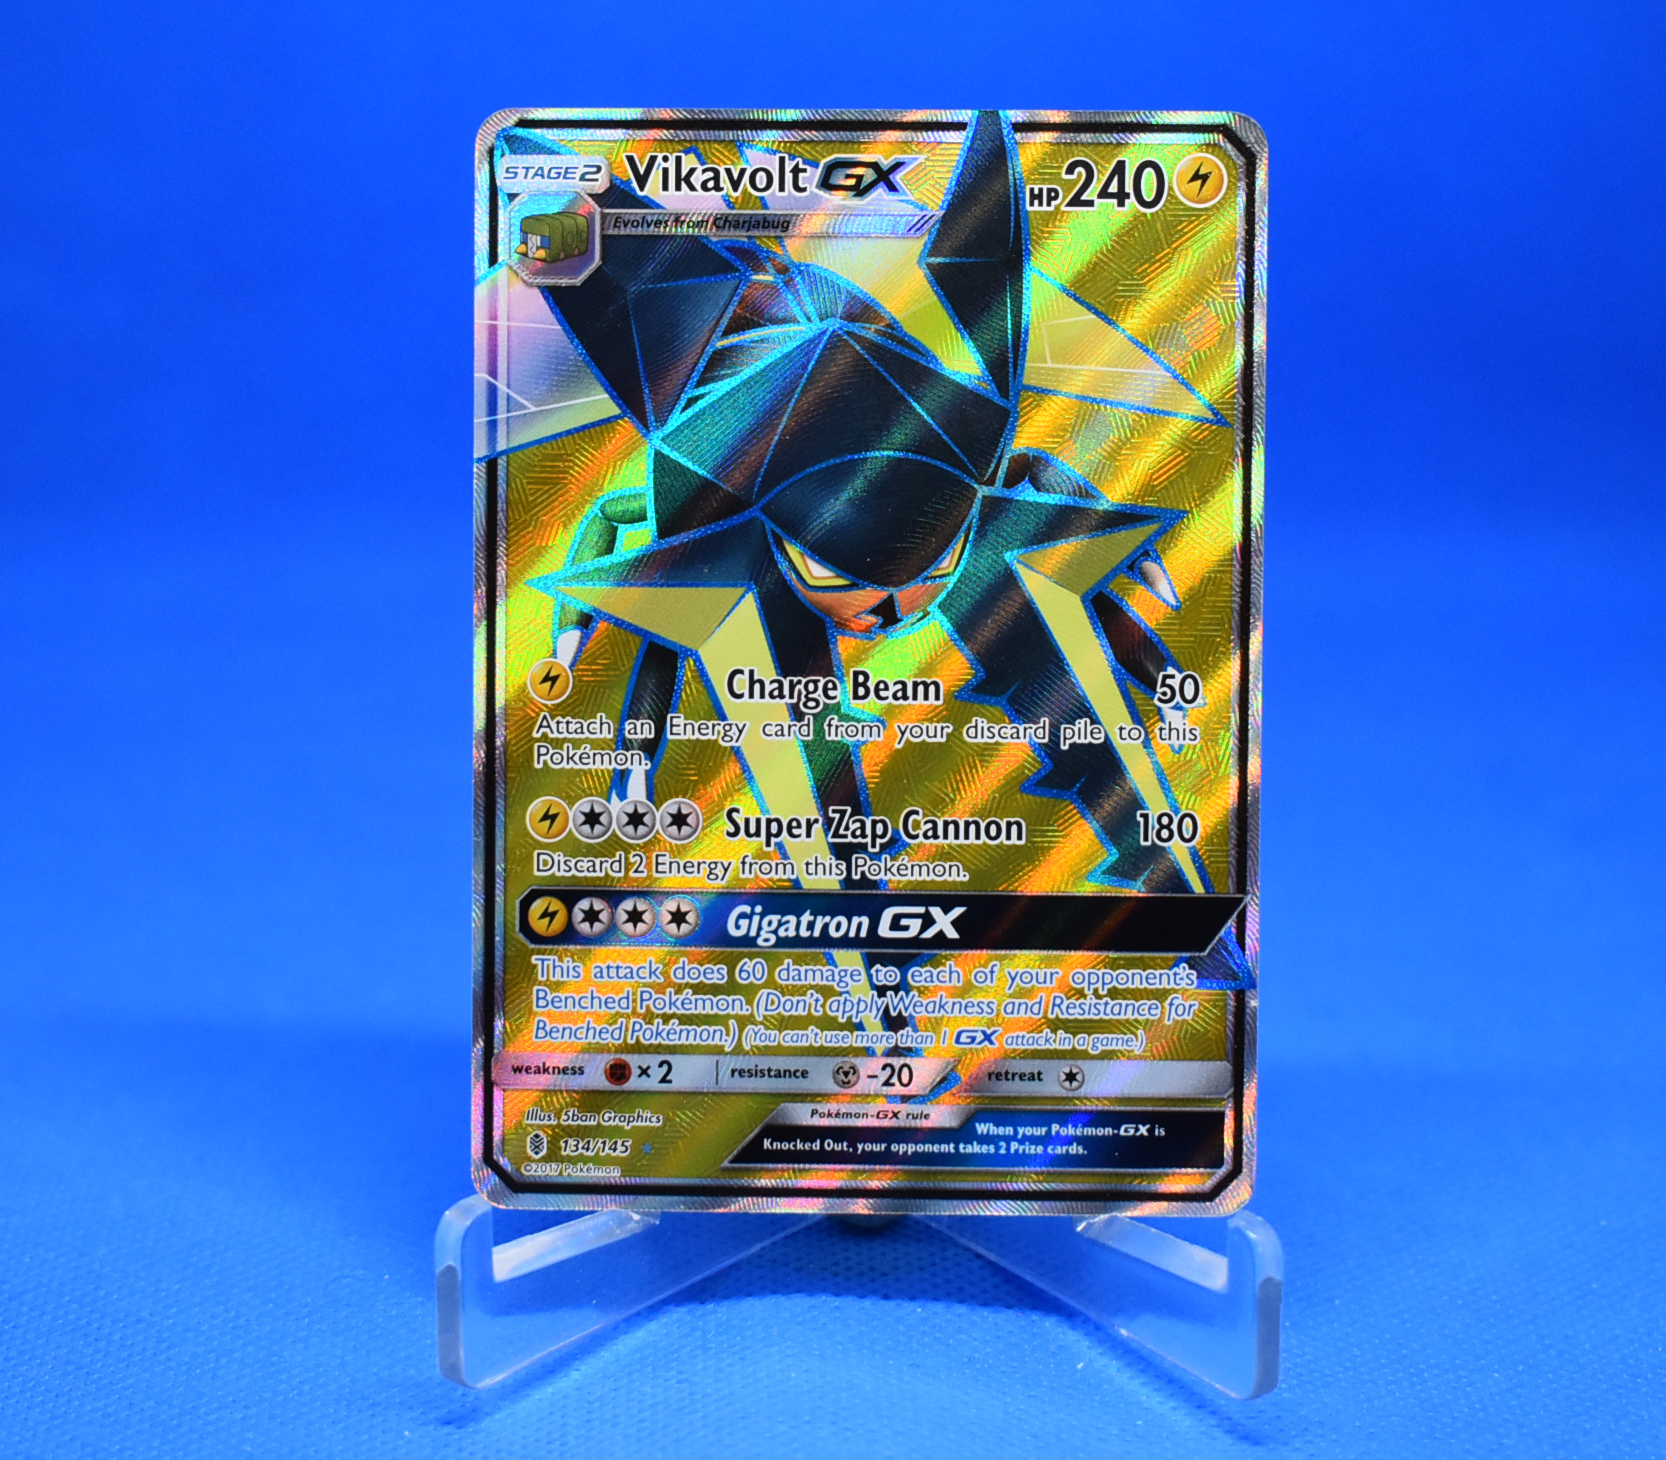 STAGE2 Vikavolt GX HP 240
Evolves from Charjabug
Charge Beam 50
Attach an Energy card from your discard pile to this
Pokémon.
Super Zap Cannon 180
Discard 2 Energy from this Pokémon.
Gigatron GX
This attack does 60 damage to each of your opponent's
Benched Pokémon. (Don't apply Weakness and Resistance for
Benched Pokémon.) (You can't use more than 1 GX attack in a game.)
weakness ×2 resistance -20 retreat
Illus. 5ban Graphics
Pokémon-GX rule
When your Pokémon-GX is
Knocked Out, your opponent takes 2 Prize cards.
134/145
©2017 Pokémon